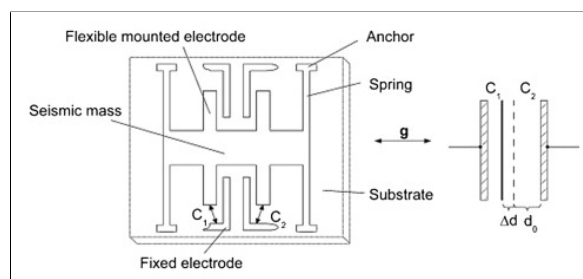 Flexible mounted electrode
Anchor
Spring
Seismic mass
g
Substrate
C₁
C₂
Fixed electrode
C₁
C₂
Δd d₀